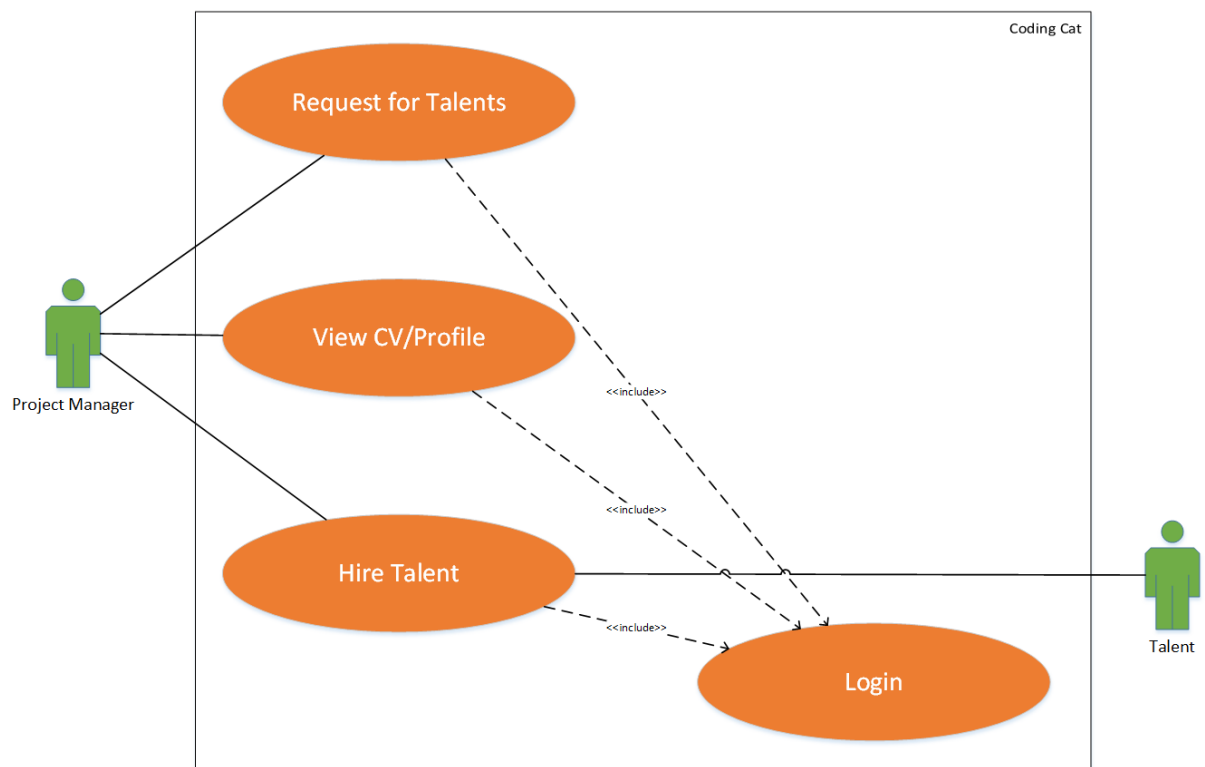 Coding Cat
Request for Talents
View CV/Profile
<<include>>
Project Manager
<<include>>
Hire Talent
<<include>>
Talent
Login